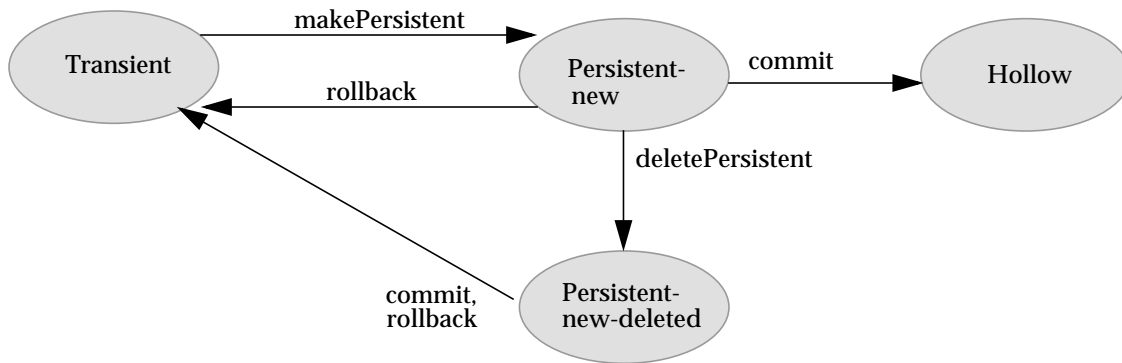 makePersistent
Transient
Persistent-
new
commit
Hollow
rollback
deletePersistent
commit,
rollback
Persistent-
new-deleted